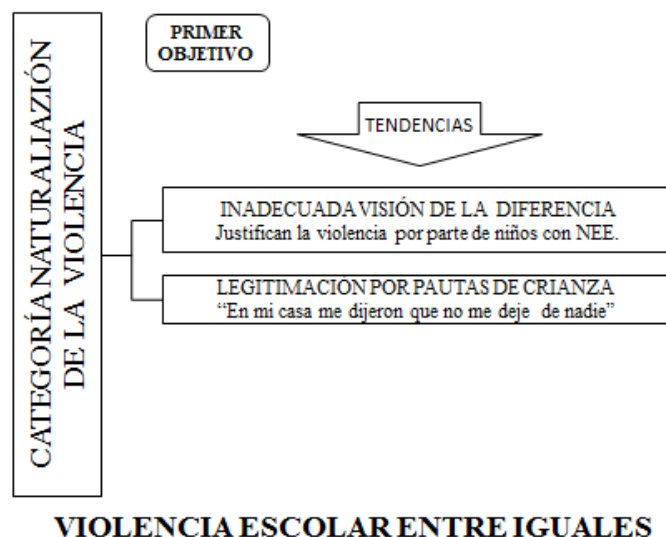 PRIMER
OBJETIVO
CATEGORÍA NATURALIAZIÓN
DE LA VIOLENCIA
TENDENCIAS
INADECUADA VISIÓN DE LA DIFERENCIA
Justifican la violencia por parte de niños con NEE.
LEGITIMACIÓN POR PAUTAS DE CRIANZA
“En mi casa me dijeron que no me deje de nadie”
VIOLENCIA ESCOLAR ENTRE IGUALES